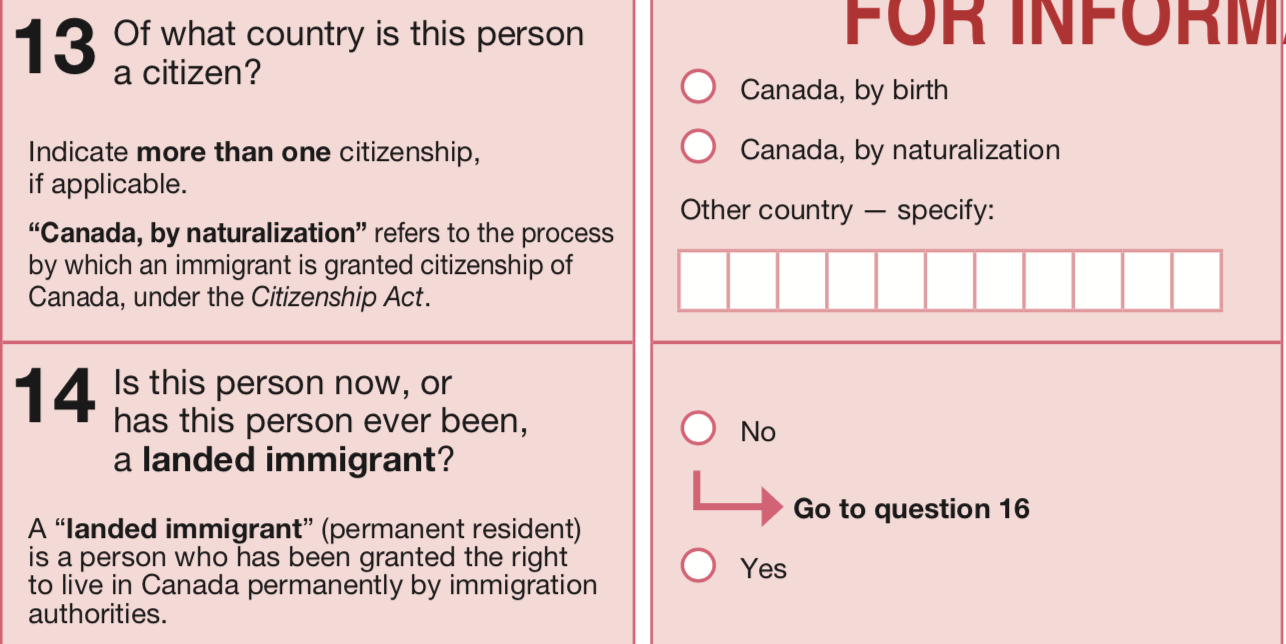 13 Of what country is this person
a citizen?
Indicate more than one citizenship,
if applicable.
“Canada, by naturalization” refers to the process
by which an immigrant is granted citizenship of
Canada, under the Citizenship Act.
FOR INFORM
Canada, by birth
Canada, by naturalization
Other country — specify:
14 Is this person now, or
has this person ever been,
a landed immigrant?
A “landed immigrant” (permanent resident)
is a person who has been granted the right
to live in Canada permanently by immigration
authorities.
No
Go to question 16
Yes